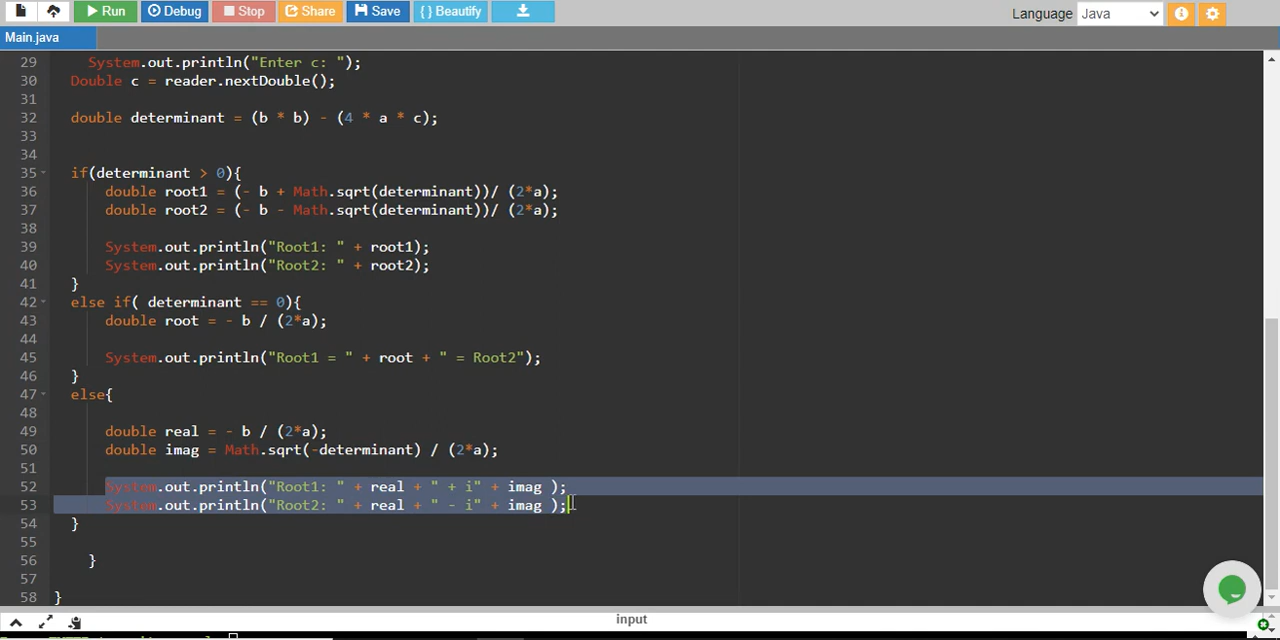 Run Debug Stop Share Save { } Beautify Language Java
Main.java
29 System.out.println("Enter c: ");
30 Double c = reader.nextDouble();
31
32 double determinant = (b * b) - (4 * a * c);
33
34
35 if(determinant > 0){
36 double root1 = (- b + Math.sqrt(determinant))/ (2*a);
37 double root2 = (- b - Math.sqrt(determinant))/ (2*a);
38
39 System.out.println("Root1: " + root1);
40 System.out.println("Root2: " + root2);
41 }
42 else if( determinant == 0){
43 double root = - b / (2*a);
44
45 System.out.println("Root1 = " + root + " = Root2");
46 }
47 else{
48
49 double real = - b / (2*a);
50 double imag = Math.sqrt(-determinant) / (2*a);
51
52 System.out.println("Root1: " + real + " + i" + imag );
53 System.out.println("Root2: " + real + " - i" + imag );
54 }
55
56 }
57
58 }
input